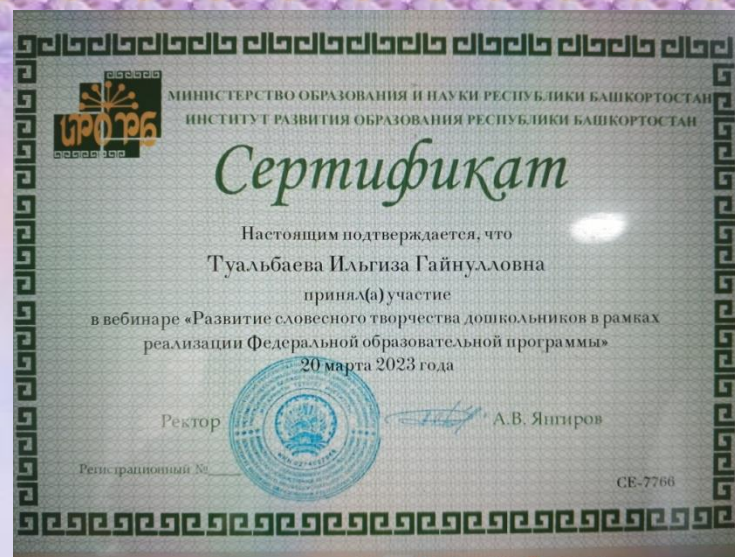 ИРО РБ
МИНИСТЕРСТВО ОБРАЗОВАНИЯ И НАУКИ РЕСПУБЛИКИ БАШКОРТОСТАН
ИНСТИТУТ РАЗВИТИЯ ОБРАЗОВАНИЯ РЕСПУБЛИКИ БАШКОРТОСТАН
Сертификат
Настоящим подтверждается, что
Туальбаева Ильгиза Гайнулловна
принял(а) участие
в вебинаре «Развитие словесного творчества дошкольников в рамках
реализации Федеральной образовательной программы»
20 марта 2023 года
Ректор А.В. Янгиров
Регистрационный №
СЕ-7766